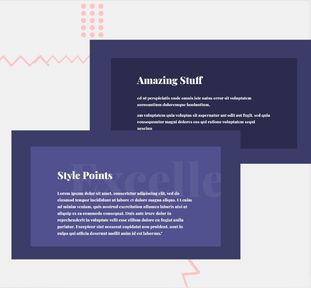 Amazing Stuff
ed ut perspiciatis unde omnis iste natus error sit voluptatem
accusantium doloremque laudantium,
am voluptatem quia voluptas sit aspernatur aut odit aut fugit, sed quia
consequuntur magni dolores eos qui ratione voluptatem sequi
nesciun
Excelle
Style Points
Lorem ipsum dolor sit amet, consectetur adipiscing elit, sed do
eiusmod tempor incididunt ut labore et dolore magna aliqua. Ut enim
ad minim veniam, quis nostrud exercitation ullamco laboris nisi ut
aliquip ex ea commodo consequat. Duis aute irure dolor in
reprehenderit in voluptate velit esse cillum dolore eu fugiat nulla
pariatur. Excepteur sint occaecat cupidatat non proident, sunt in
culpa qui officia deserunt mollit anim id est laborum."